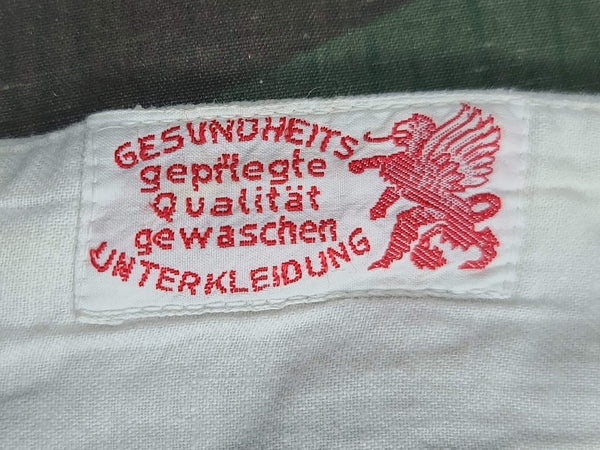 GESUNDHEITS
gepflegte
Qualität
gewaschen
UNTERKLEIDUNG